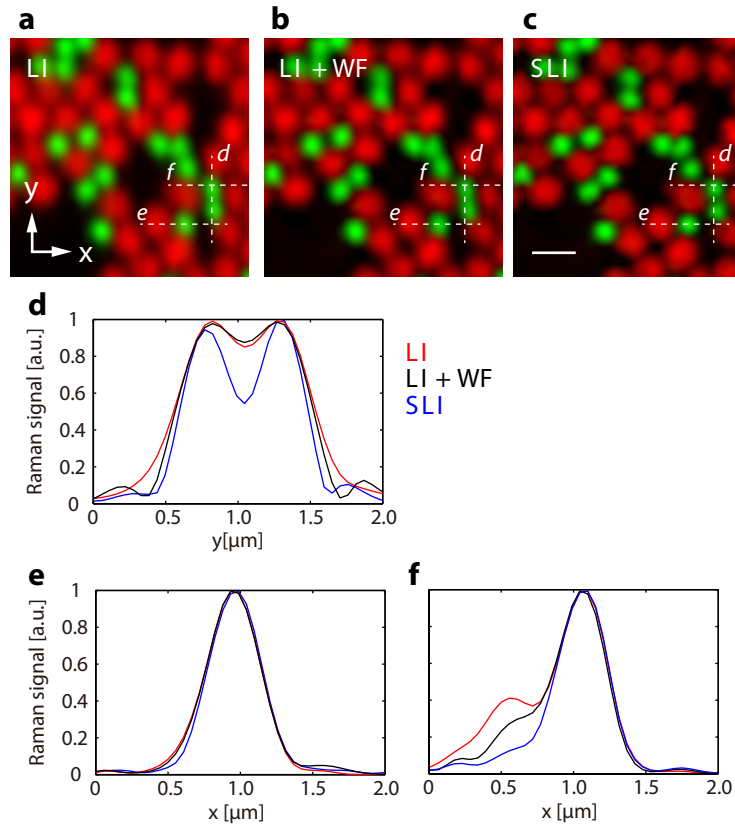 a
b
c
LI
LI + WF
SLI
d
d
d
f
f
f
e
e
e
y
x
d
Raman signal [a.u.]
1
0.8
0.6
0.4
0.2
0
0
0.5
1.0
1.5
2.0
y[µm]
LI
LI + WF
SLI
e
Raman signal [a.u.]
1
0.8
0.6
0.4
0.2
0
0
0.5
1.0
1.5
2.0
x [µm]
f
0
0.5
1.0
1.5
2.0
x [µm]